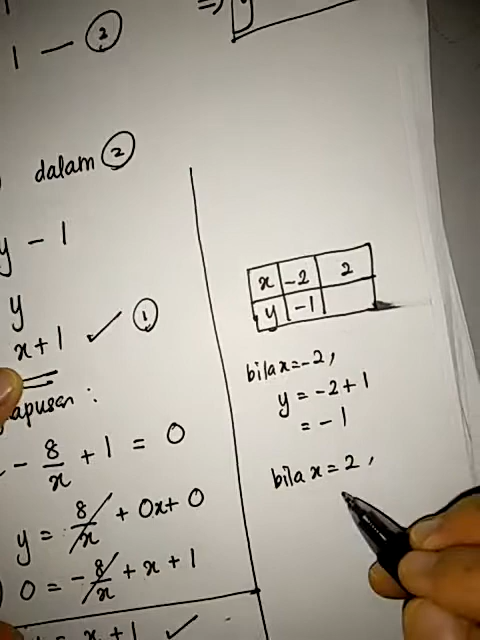 1 — ②
dalam ②
y - 1
y
x+1 ✓ ①
apusan :
- 8/x + 1 = 0
y = 8/x + 0x + 0
0 = -8/x + x + 1
= x+1 ✓
x -2 2
y -1
bila x=-2,
y = -2+1
= -1
bila x = 2,